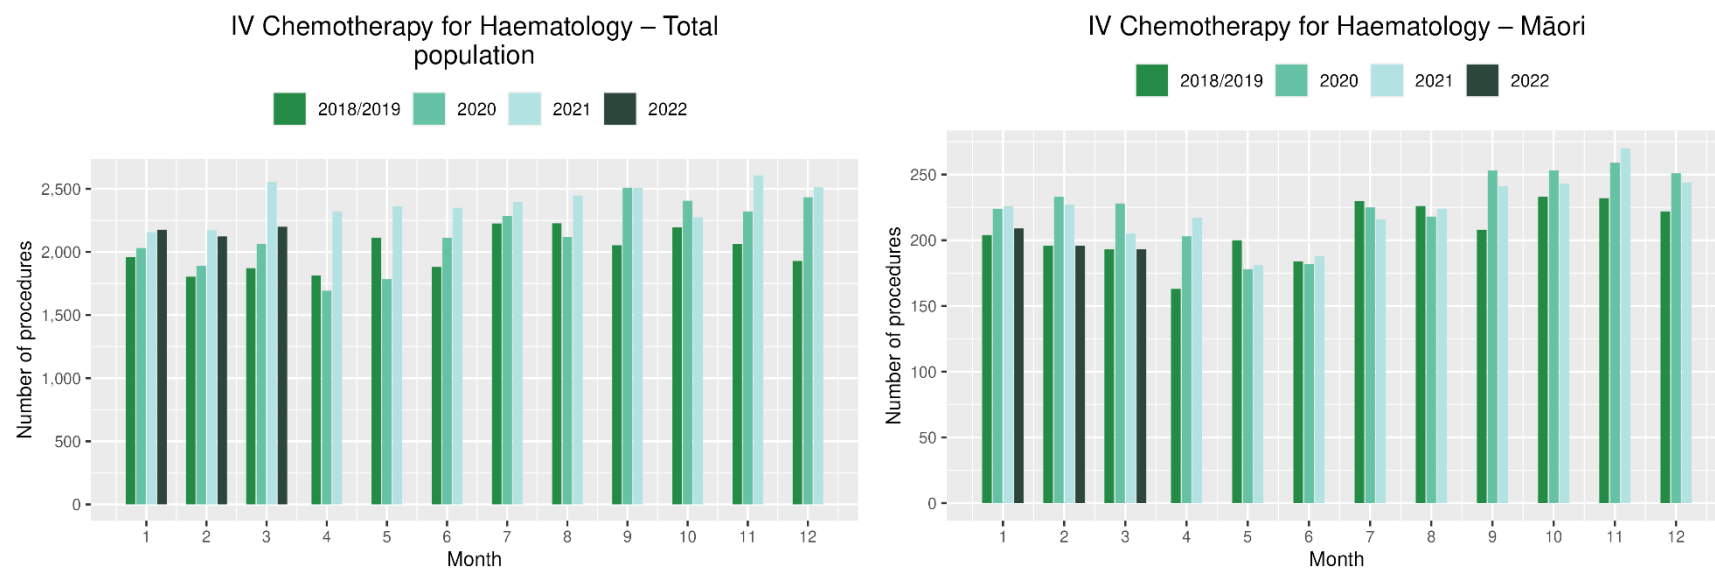 IV Chemotherapy for Haematology – Total
population
2018/2019 2020 2021 2022
Number of procedures
2,500
2,000
1,500
1,000
500
0
1 2 3 4 5 6 7 8 9 10 11 12
Month
IV Chemotherapy for Haematology – Māori
2018/2019 2020 2021 2022
Number of procedures
250
200
150
100
50
0
1 2 3 4 5 6 7 8 9 10 11 12
Month